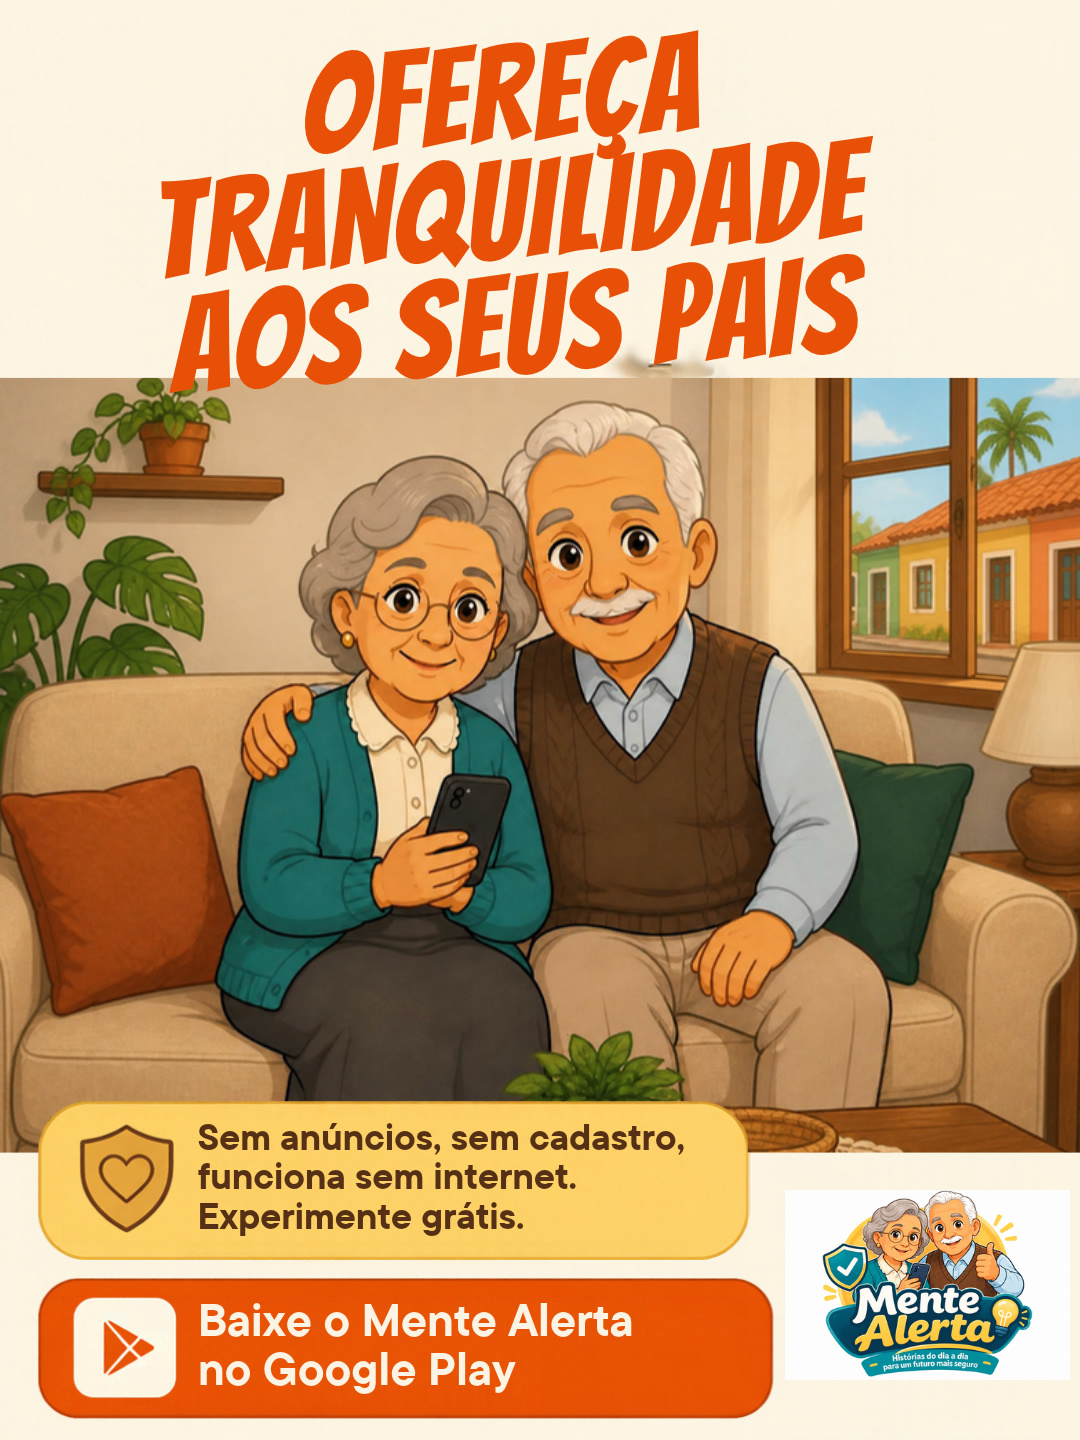 OFEREÇA
TRANQUILIDADE
AOS SEUS PAIS
Sem anúncios, sem cadastro,
funciona sem internet.
Experimente grátis.
Baixe o Mente Alerta
no Google Play
Mente
Alerta
Histórias do dia a dia
para um futuro mais seguro